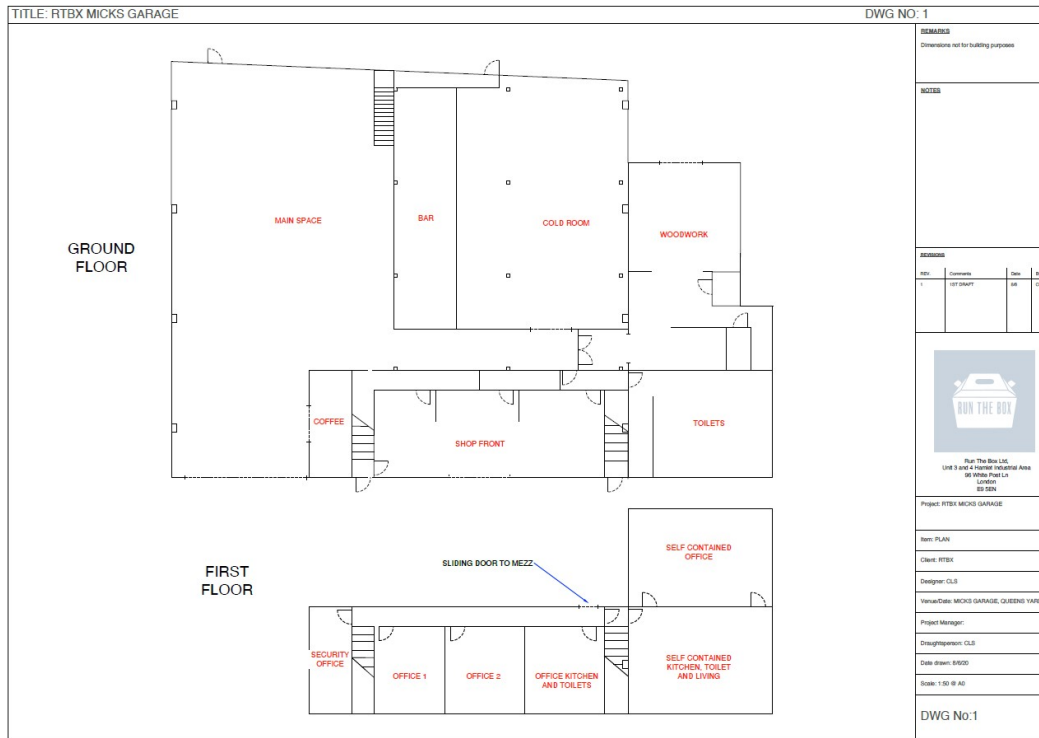 TITLE: RTBX MICKS GARAGE
DWG NO: 1
REMARKS
Dimensions not for building purposes
NOTES
GROUND
FLOOR
MAIN SPACE
BAR
COLD ROOM
WOODWORK
COFFEE
SHOP FRONT
TOILETS
REVISIONS
REV. Comments Date
1 1ST DRAFT
RUN THE BOX
Run The Box Ltd,
Unit 3 and 4 Hamlet Industrial Area
96 White Post Ln
London
E9 5EN
Project: RTBX MICKS GARAGE
Item: PLAN
Client: RTBX
Designer: CLS
Venue/Date: MICKS GARAGE, QUEENS YAR
Project Manager:
Draughtsperson: CLS
Date drawn: 8/6/20
Scale: 1:50 @ A0
DWG No:1
FIRST
FLOOR
SLIDING DOOR TO MEZZ
SELF CONTAINED
OFFICE
SECURITY
OFFICE
OFFICE 1
OFFICE 2
OFFICE KITCHEN
AND TOILETS
SELF CONTAINED
KITCHEN, TOILET
AND LIVING